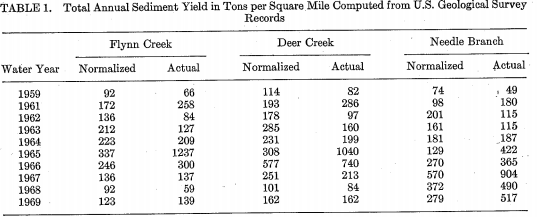 TABLE 1. Total Annual Sediment Yield in Tons per Square Mile Computed from U.S. Geological Survey
Records
Flynn Creek Deer Creek Needle Branch
Water Year Normalized Actual Normalized Actual Normalized Actual
1959 92 66 114 82 74 49
1961 172 258 193 286 98 180
1962 136 84 178 97 201 115
1963 212 127 285 160 161 115
1964 223 209 231 199 181 187
1965 337 1237 308 1040 129 422
1966 246 300 577 740 270 365
1967 136 137 251 213 570 904
1968 92 59 101 84 372 490
1969 123 139 162 162 279 517